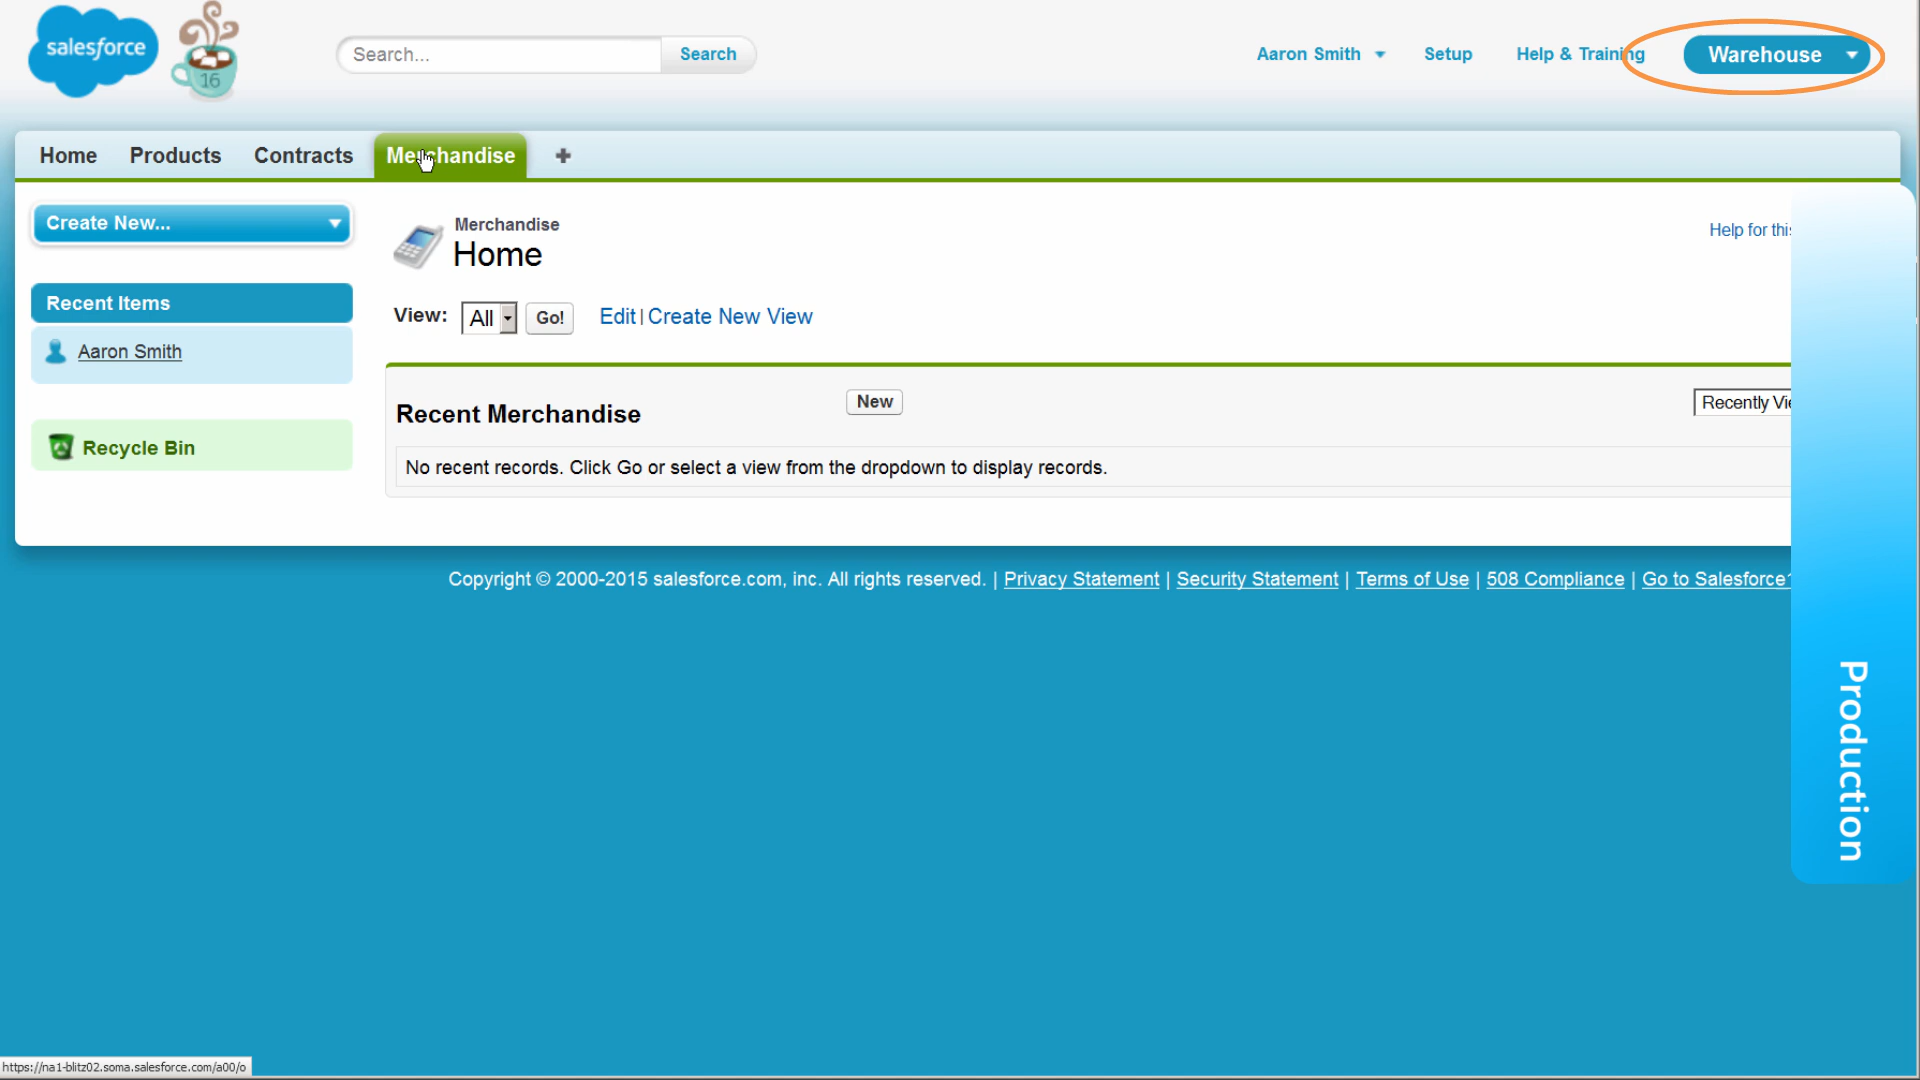 salesforce
16
Search...
Search
Aaron Smith
Setup
Help & Training
Warehouse
Home
Products
Contracts
Merchandise
Create New...
Recent Items
Aaron Smith
Recycle Bin
Merchandise
Home
Help for this
View: All Go! Edit | Create New View
Recent Merchandise
New
Recently Vie
No recent records. Click Go or select a view from the dropdown to display records.
Copyright © 2000-2015 salesforce.com, inc. All rights reserved. | Privacy Statement | Security Statement | Terms of Use | 508 Compliance | Go to Salesforce1
Production
https://na1-blitz02.soma.salesforce.com/a00/o